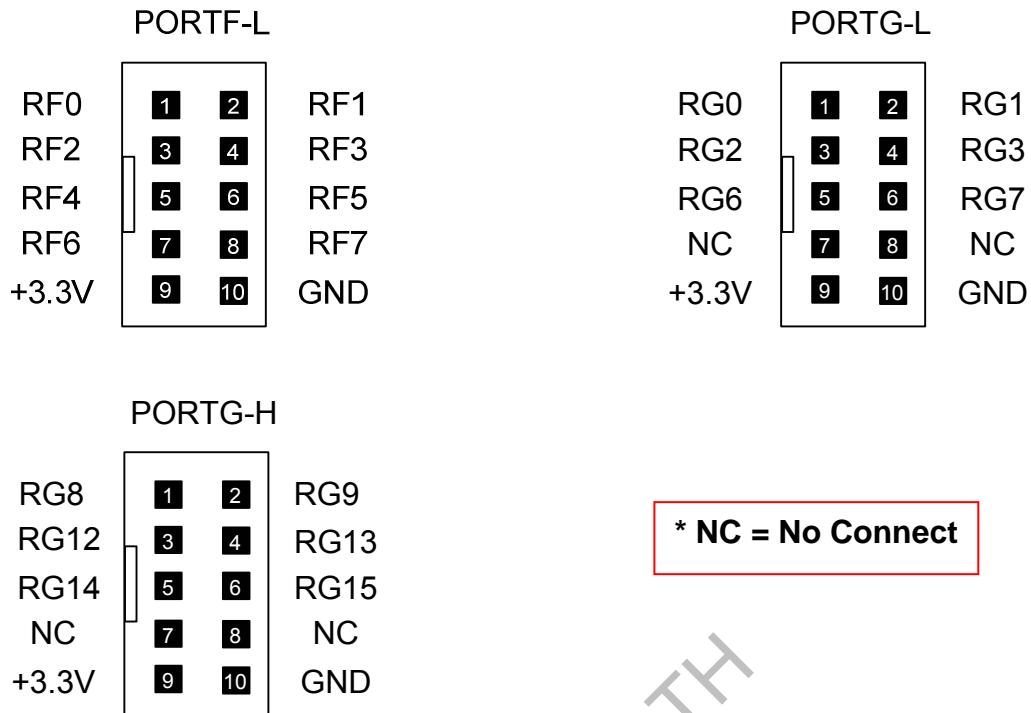 PORTF-L
RF0 1 2 RF1
RF2 3 4 RF3
RF4 5 6 RF5
RF6 7 8 RF7
+3.3V 9 10 GND
PORTG-L
RG0 1 2 RG1
RG2 3 4 RG3
RG6 5 6 RG7
NC 7 8 NC
+3.3V 9 10 GND
PORTG-H
RG8 1 2 RG9
RG12 3 4 RG13
RG14 5 6 RG15
NC 7 8 NC
+3.3V 9 10 GND
* NC = No Connect
TH